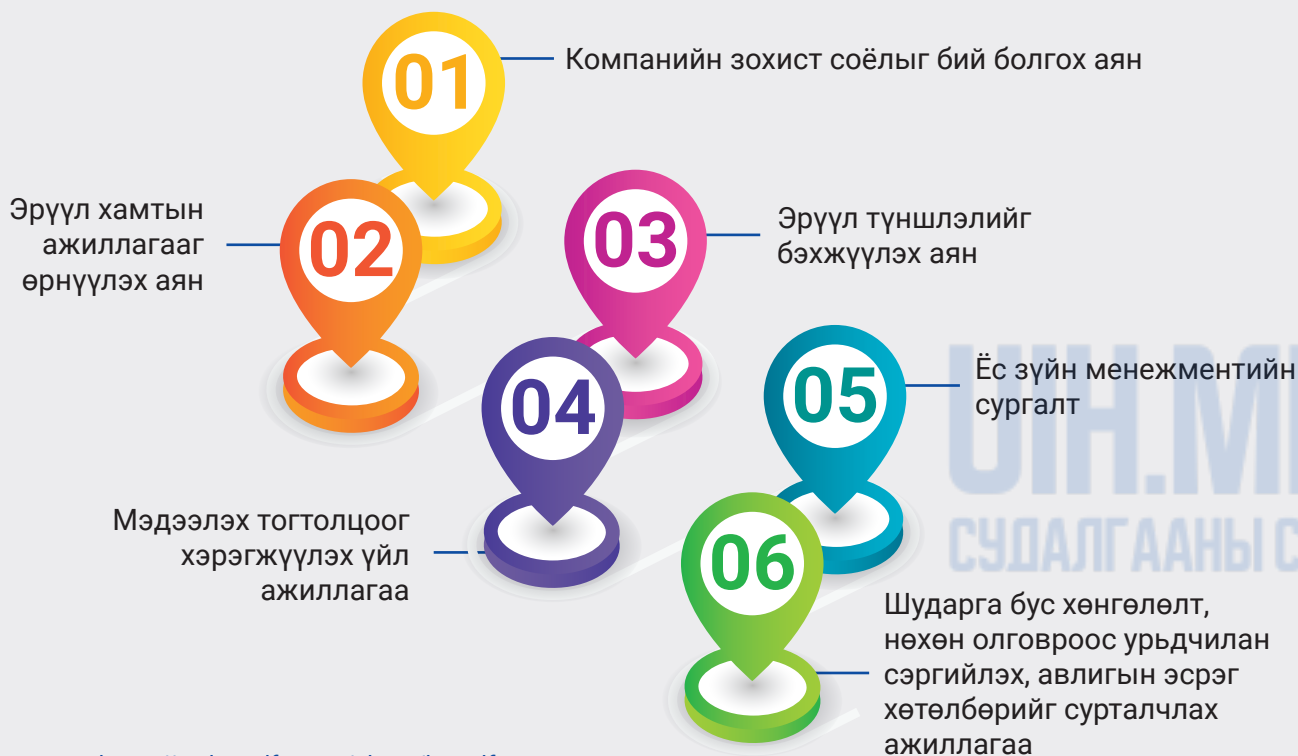 01
Компанийн зохист соёлыг бий болгох аян
02
Эрүүл хамтын
ажиллагааг
өрнүүлэх аян
03
Эрүүл түншлэлийг
бэхжүүлэх аян
04
Мэдээлэх тогтолцоог
хэрэгжүүлэх үйл
ажиллагаа
05
Ёс зүйн менежментийн
сургалт
UIH.M
СУДАЛГААНЫ С
06
Шударга бус хөнгөлөлт,
нөхөн олговроос урьдчилан
сэргийлэх, авлигын эсрэг
хөтөлбөрийг сурталчлах
ажиллагаа